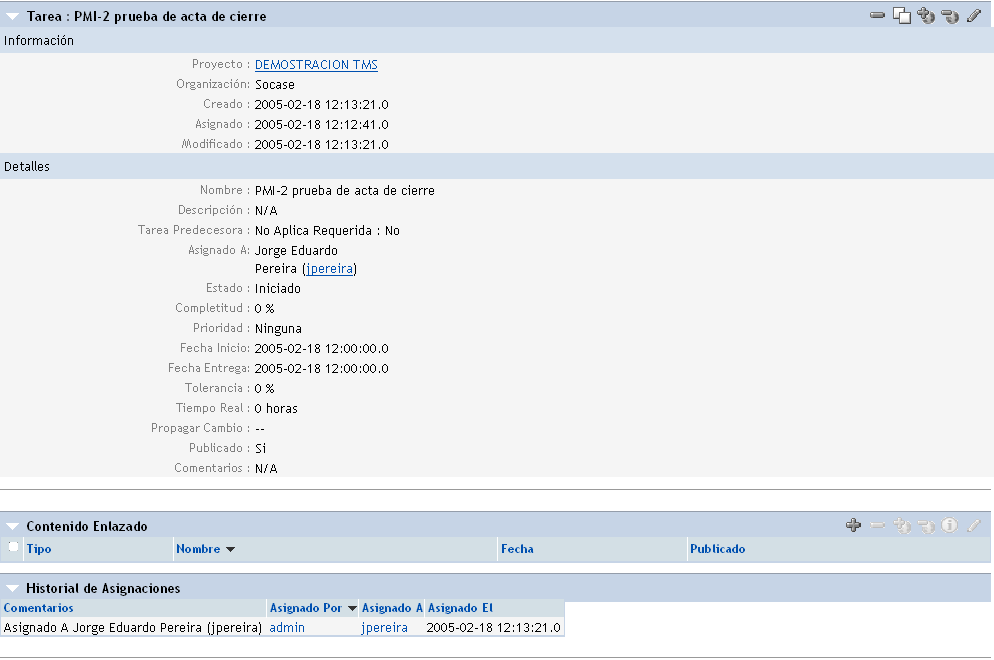 Tarea : PMI-2 prueba de acta de cierre
Información
Proyecto : DEMOSTRACION TMS
Organización: Socase
Creado : 2005-02-18 12:13:21.0
Asignado : 2005-02-18 12:12:41.0
Modificado : 2005-02-18 12:13:21.0
Detalles
Nombre : PMI-2 prueba de acta de cierre
Descripción : N/A
Tarea Predecesora : No Aplica Requerida : No
Asignado A: Jorge Eduardo
Pereira (jpereira)
Estado : Iniciado
Completitud : 0 %
Prioridad : Ninguna
Fecha Inicio: 2005-02-18 12:00:00.0
Fecha Entrega: 2005-02-18 12:00:00.0
Tolerancia : 0 %
Tiempo Real : 0 horas
Propagar Cambio : --
Publicado : Si
Comentarios : N/A
Contenido Enlazado
Tipo Nombre Fecha Publicado
Historial de Asignaciones
Comentarios Asignado Por Asignado A Asignado El
Asignado A Jorge Eduardo Pereira (jpereira) admin jpereira 2005-02-18 12:13:21.0